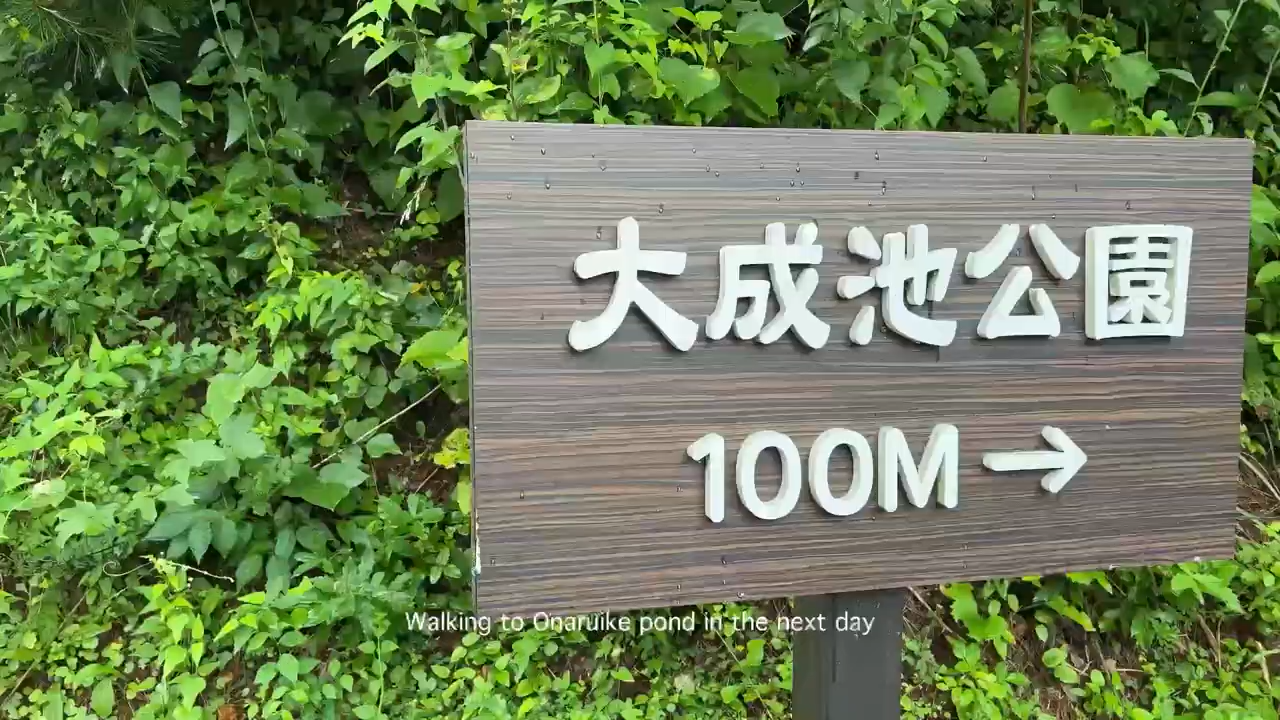 大成池公園
100M →
Walking to Onaruike pond in the next day